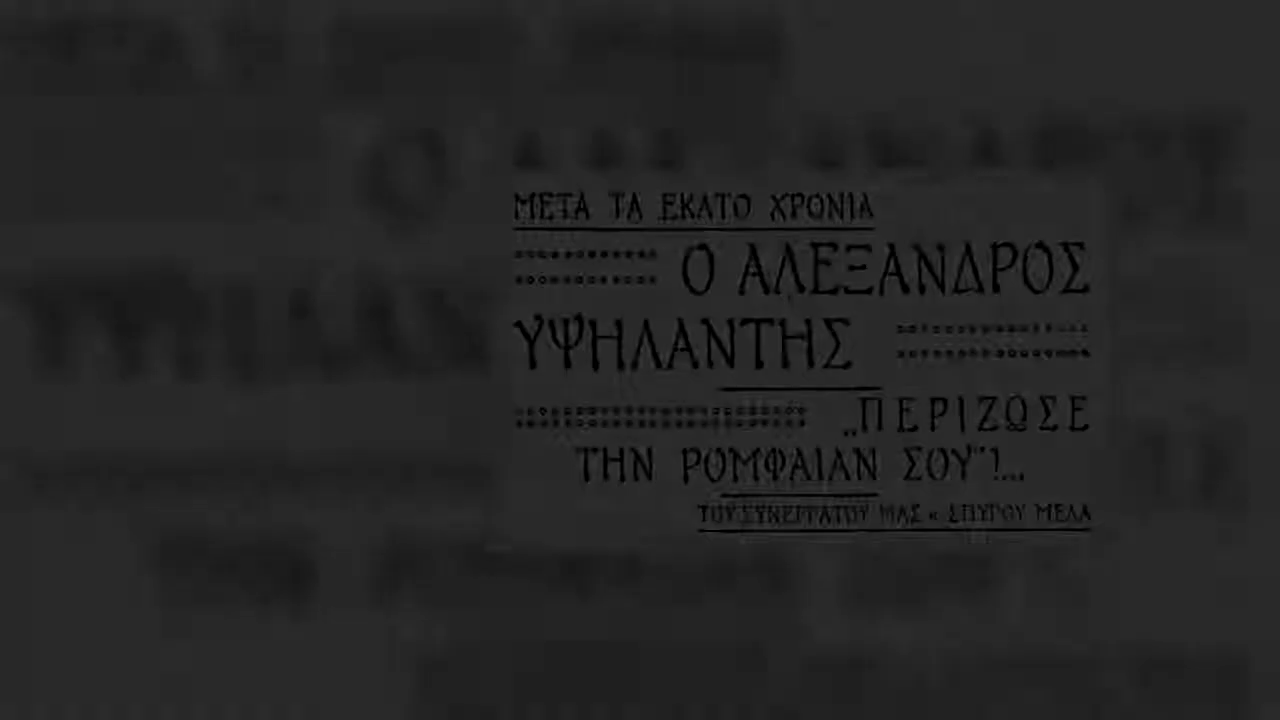 ΜΕΤΑ ΤΑ ΕΚΑΤΟ ΧΡΟΝΙΑ
Ο ΑΛΕΞΑΝΔΡΟΣ
ΥΨΗΛΑΝΤΗΣ
„ΠΕΡΙΖΩΣΕ
ΤΗΝ ΡΟΜΦΑΙΑΝ ΣΟΥ"!...
ΤΟΥ ΣΥΝΕΡΓΑΤΟΥ ΜΑΣ κ. ΣΠΥΡΟΥ ΜΕΛΑ